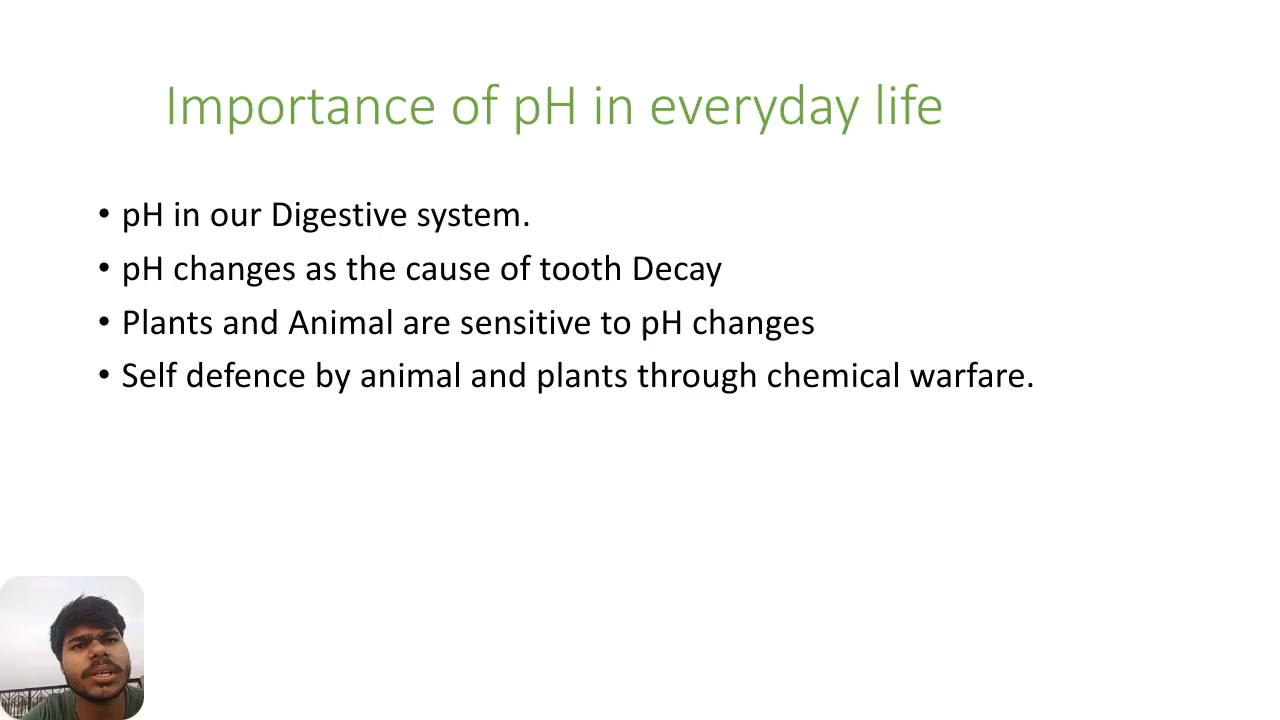 Importance of pH in everyday life
• pH in our Digestive system.
• pH changes as the cause of tooth Decay
• Plants and Animal are sensitive to pH changes
• Self defence by animal and plants through chemical warfare.